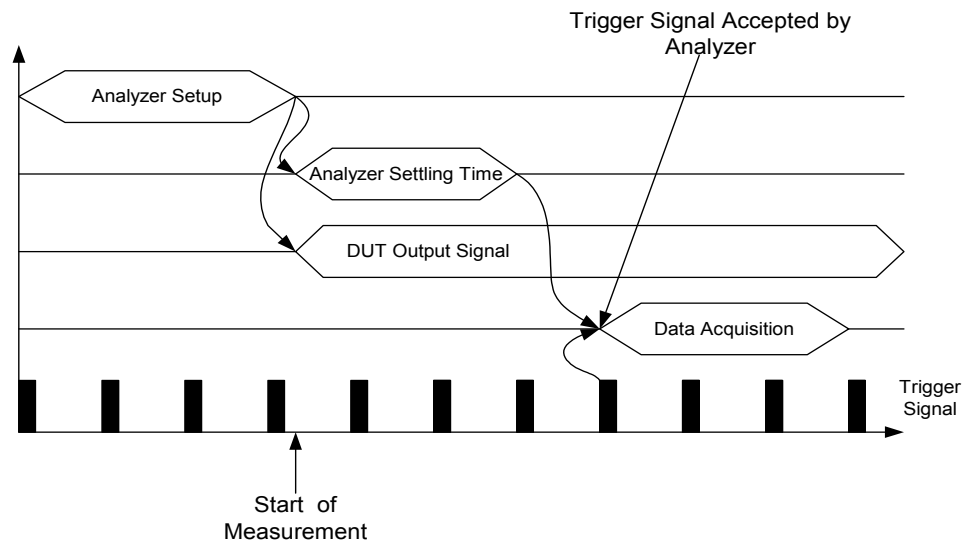 Trigger Signal Accepted by
Analyzer
Analyzer Setup
Analyzer Settling Time
DUT Output Signal
Data Acquisition
Trigger
Signal
Start of
Measurement